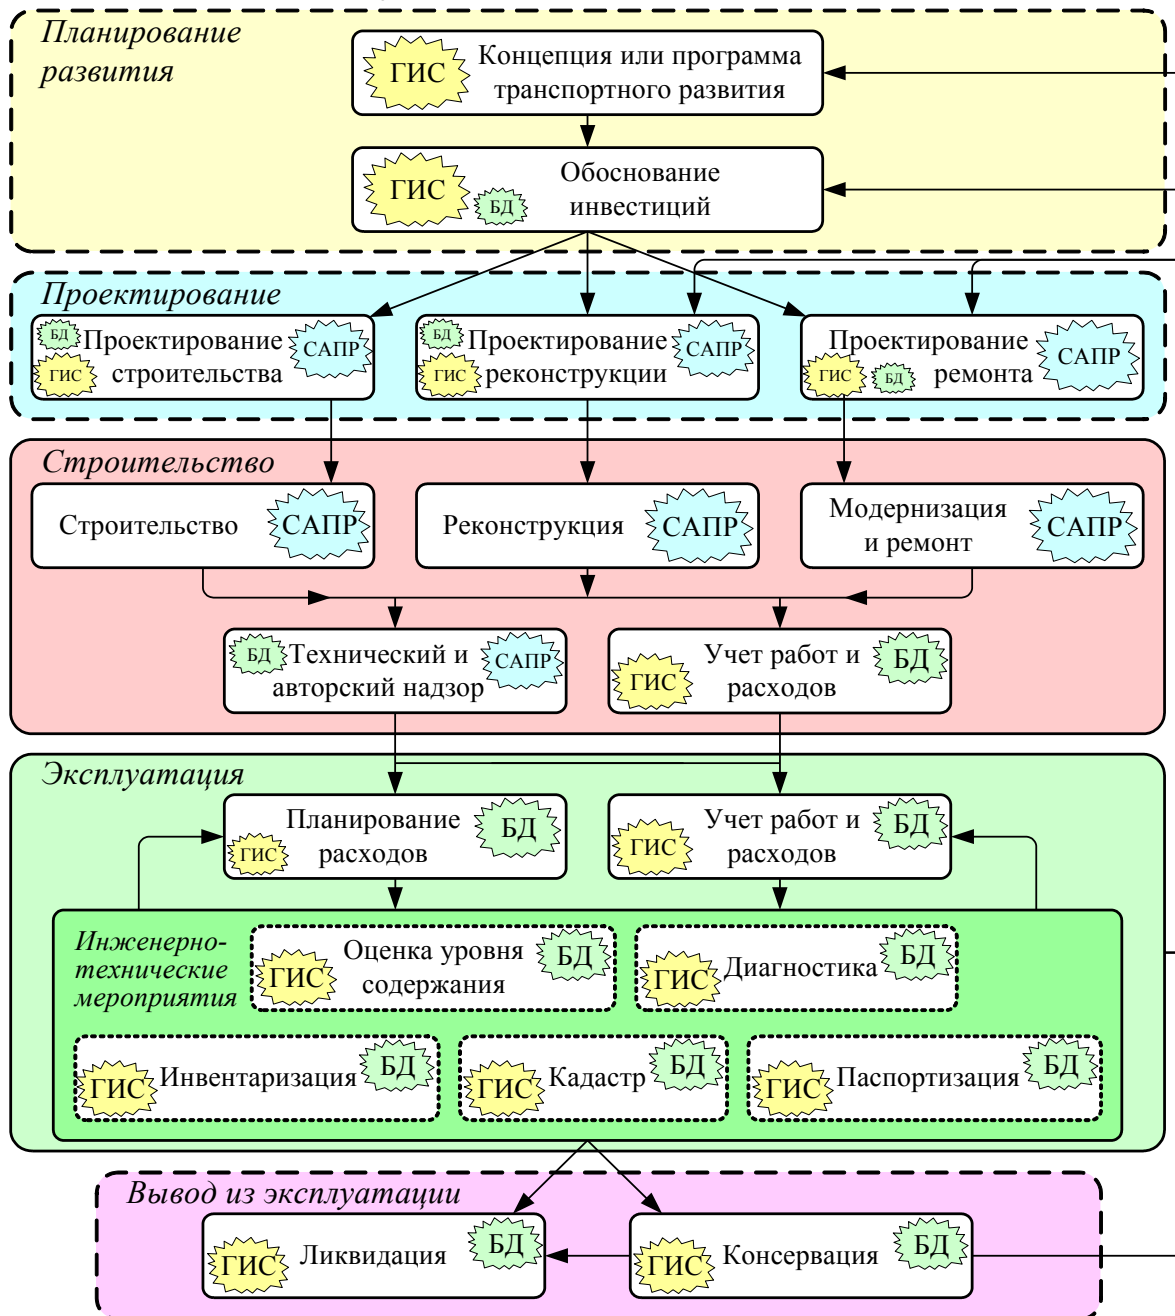 Планирование
развития
ГИС
Концепция или программа
транспортного развития
ГИС
БД
Обоснование
инвестиций
Проектирование
БД
ГИС
Проектирование
строительства
САПР
БД
ГИС
Проектирование
реконструкции
САПР
Проектирование
ремонта
ГИС
БД
САПР
Строительство
Строительство
САПР
Реконструкция
САПР
Модернизация
и ремонт
САПР
БД
Технический и
авторский надзор
САПР
ГИС
Учет работ и
расходов
БД
Эксплуатация
ГИС
Планирование
расходов
БД
ГИС
Учет работ и
расходов
БД
Инженерно-
технические
мероприятия
ГИС
Оценка уровня
содержания
БД
ГИС
Диагностика
БД
ГИС
Инвентаризация
БД
ГИС
Кадастр
БД
ГИС
Паспортизация
БД
Вывод из эксплуатации
ГИС
Ликвидация
БД
ГИС
Консервация
БД